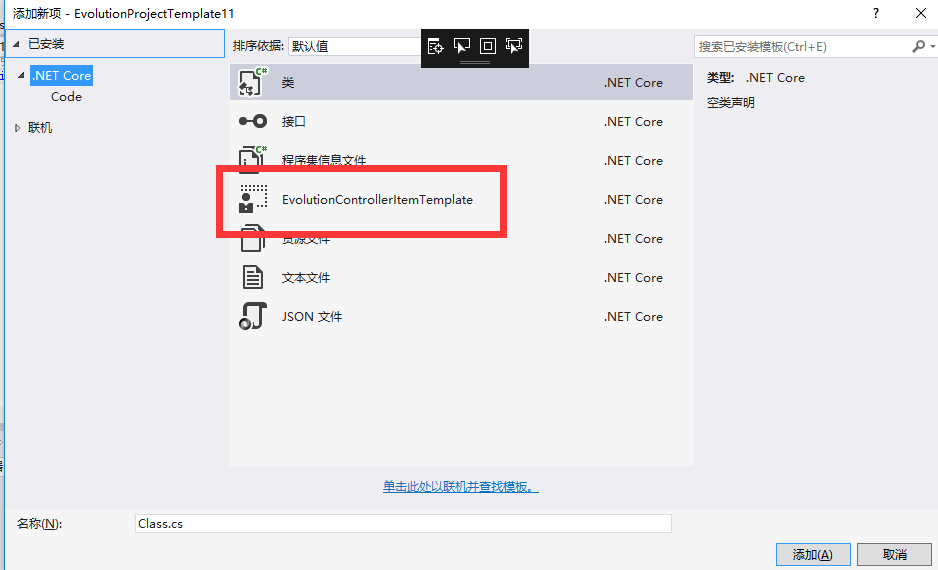 添加新项 - EvolutionProjectTemplate11
?
已安装
排序依据: 默认值
搜索已安装模板(Ctrl+E)
.NET Core
Code
联机
类 .NET Core
接口 .NET Core
程序集信息文件 .NET Core
EvolutionControllerItemTemplate .NET Core
资源文件 .NET Core
文本文件 .NET Core
JSON 文件 .NET Core
类型: .NET Core
空类声明
单击此处以联机并查找模板。
名称(N): Class.cs
添加(A) 取消